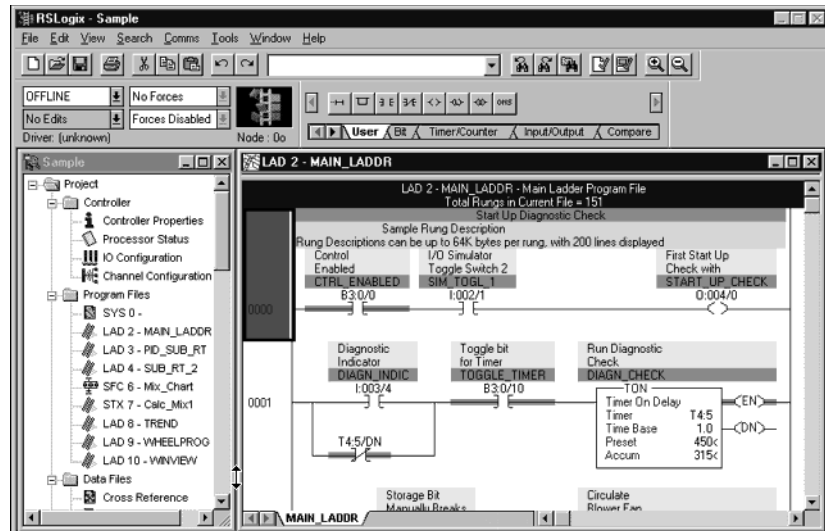 RSLogix - Sample
File Edit View Search Comms Tools Window Help
OFFLINE No Forces
No Edits Forces Disabled
Driver: (unknown) Node : 0o
User Bit Timer/Counter Input/Output Compare
Sample
Project
Controller
Controller Properties
Processor Status
IO Configuration
Channel Configuration
Program Files
SYS 0 -
LAD 2 - MAIN_LADDR
LAD 3 - PID_SUB_RT
LAD 4 - SUB_RT_2
SFC 6 - Mix_Chart
STX 7 - Calc_Mix1
LAD 8 - TREND
LAD 9 - WHEELPROG
LAD 10 - WINVIEW
Data Files
Cross Reference
LAD 2 - MAIN_LADDR
LAD 2 - MAIN_LADDR - Main Ladder Program File
Total Rungs in Current File = 151
Start Up Diagnostic Check
Sample Rung Description
Rung Descriptions can be up to 64K bytes per rung, with 200 lines displayed
Control I/O Simulator First Start Up
Enabled Toggle Switch 2 Check with
CTRL_ENABLED SIM_TOGL_1 START_UP_CHECK
B3:0/0 I:002/1 O:004/0
0000
Diagnostic Toggle bit Run Diagnostic
Indicator for Timer Check
DIAGN_INDIC TOGGLE_TIMER DIAGN_CHECK
I:003/4 B3:0/10 TON
0001 Timer On Delay EN
Timer T4:5
Time Base 1.0 DN
T4:5/DN Preset 450<
Accum 315<
Storage Bit Circulate
Manually Breaks Blower Fan
MAIN_LADDR